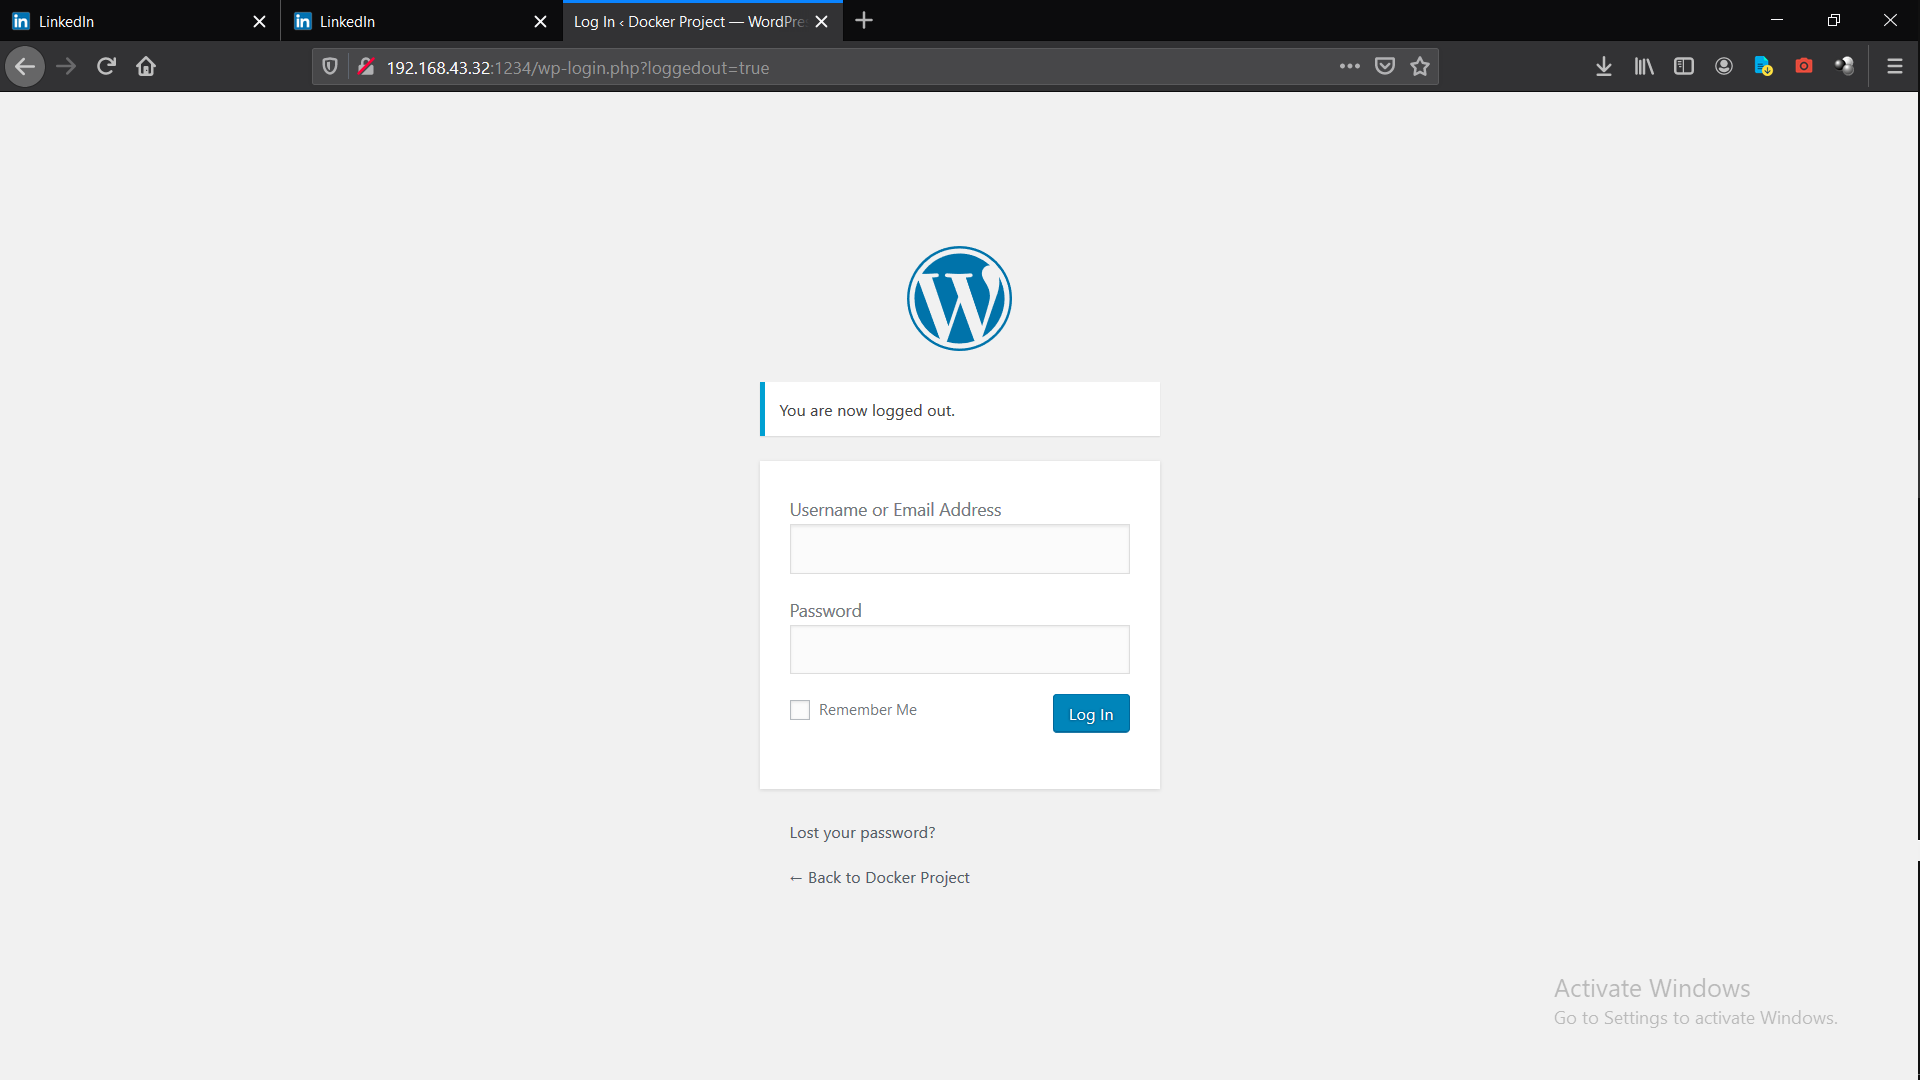 LinkedIn
LinkedIn
Log In ‹ Docker Project — WordPre
192.168.43.32:1234/wp-login.php?loggedout=true
You are now logged out.
Username or Email Address
Password
Remember Me
Log In
Lost your password?
← Back to Docker Project
Activate Windows
Go to Settings to activate Windows.